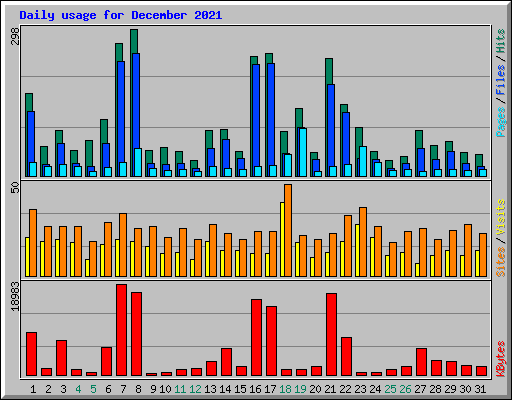 Daily usage for December 2021
298
Pages / Files / Hits
50
Sites / Visits
18983
KBytes
1 2 3 4 5 6 7 8 9 10 11 12 13 14 15 16 17 18 19 20 21 22 23 24 25 26 27 28 29 30 31